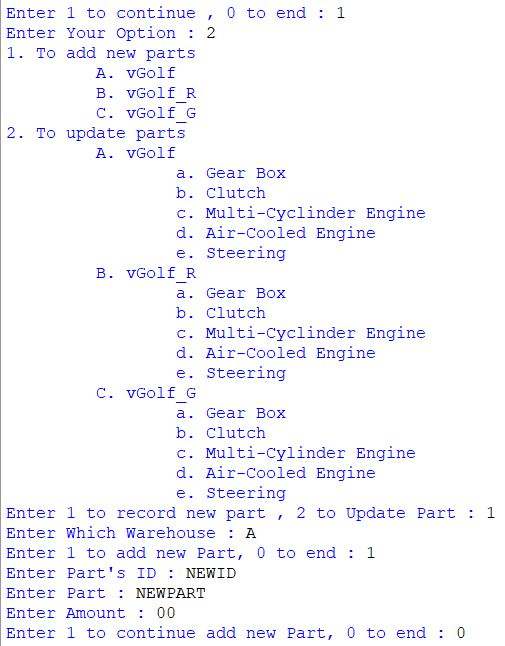 Enter 1 to continue , 0 to end : 1
Enter Your Option : 2
1. To add new parts
A. vGolf
B. vGolf_R
C. vGolf_G
2. To update parts
A. vGolf
a. Gear Box
b. Clutch
c. Multi-Cyclinder Engine
d. Air-Cooled Engine
e. Steering
B. vGolf_R
a. Gear Box
b. Clutch
c. Multi-Cyclinder Engine
d. Air-Cooled Engine
e. Steering
C. vGolf_G
a. Gear Box
b. Clutch
c. Multi-Cylinder Engine
d. Air-Cooled Engine
e. Steering
Enter 1 to record new part , 2 to Update Part : 1
Enter Which Warehouse : A
Enter 1 to add new Part, 0 to end : 1
Enter Part's ID : NEWID
Enter Part : NEWPART
Enter Amount : 00
Enter 1 to continue add new Part, 0 to end : 0